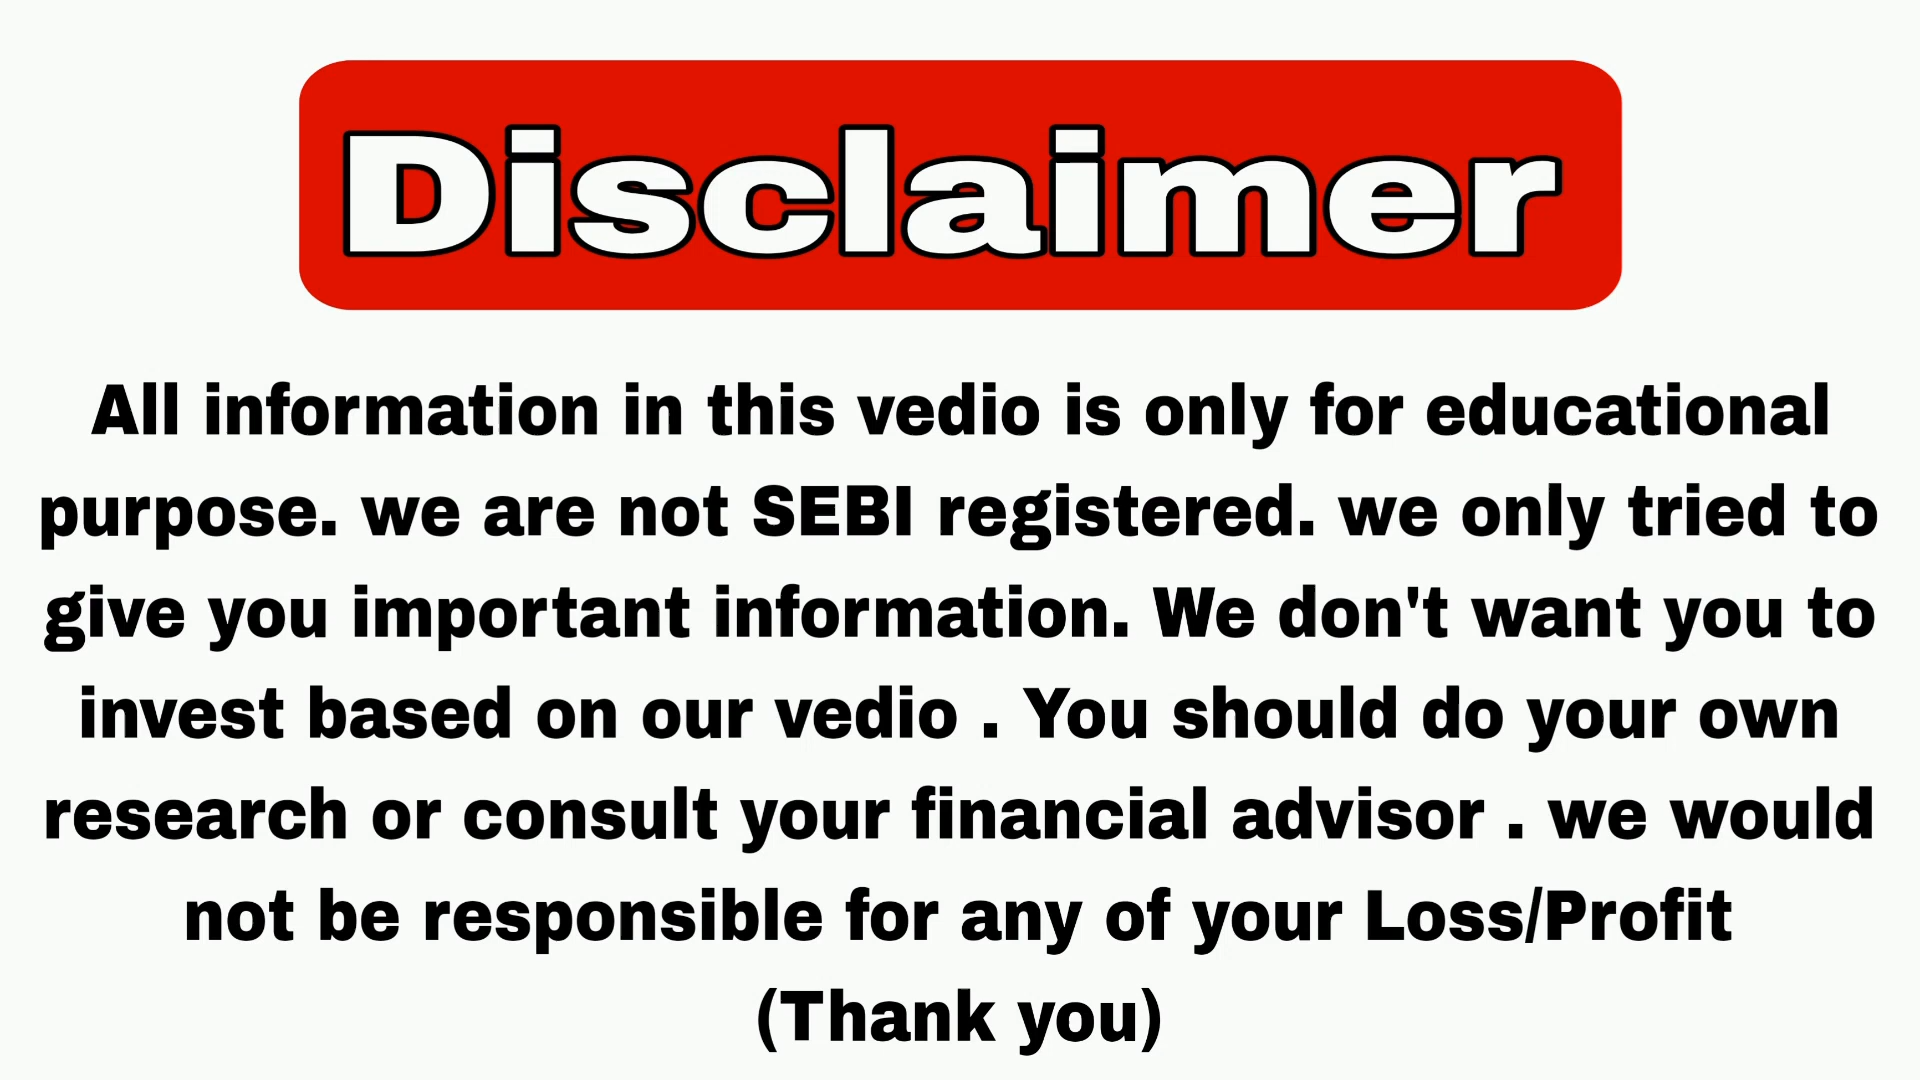 Disclaimer
All information in this vedio is only for educational
purpose. we are not SEBI registered. we only tried to
give you important information. We don't want you to
invest based on our vedio . You should do your own
research or consult your financial advisor . we would
not be responsible for any of your Loss/Profit
(Thank you)